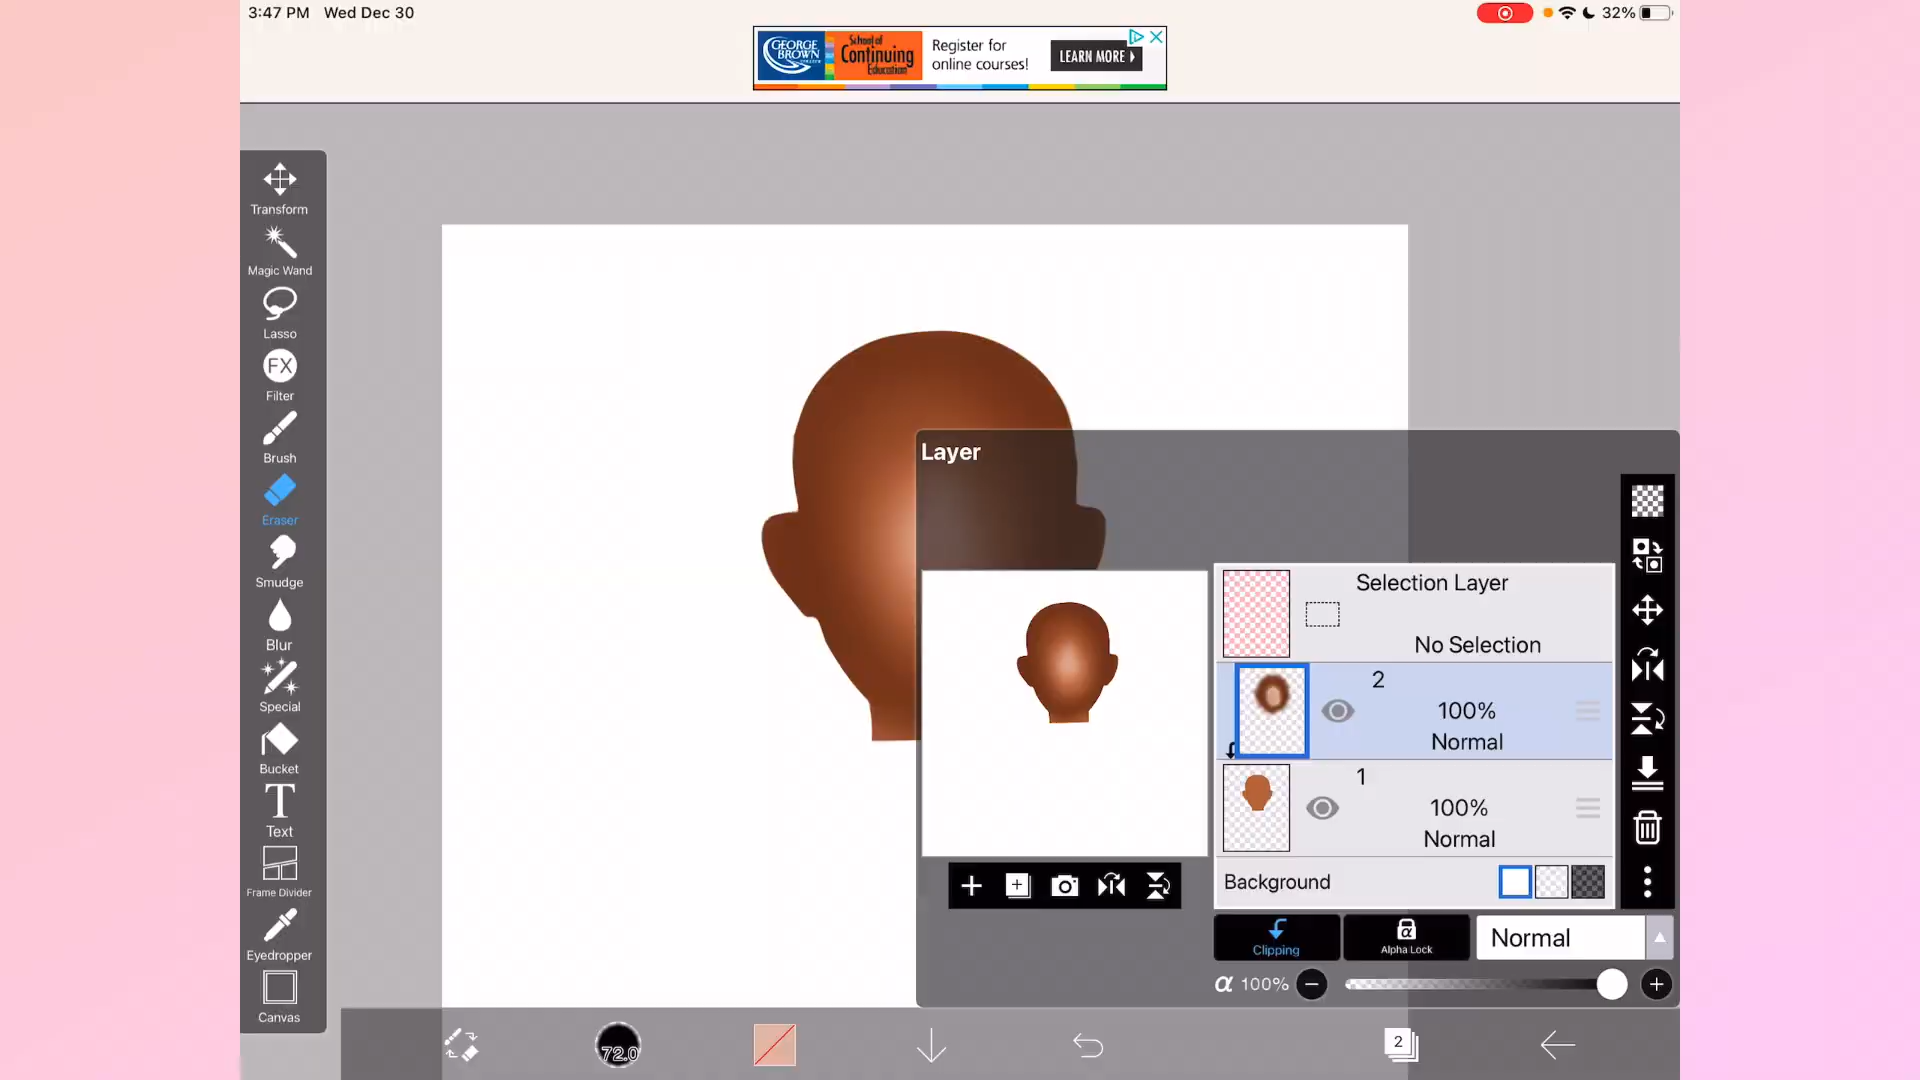 3:47 PM Wed Dec 30
32%
GEORGE BROWN COLLEGE
School of Continuing Education
Register for online courses!
LEARN MORE
Transform
Magic Wand
Lasso
FX
Filter
Brush
Eraser
Smudge
Blur
Special
Bucket
T
Text
Frame Divider
Eyedropper
Canvas
Layer
Selection Layer
No Selection
2
100%
Normal
1
100%
Normal
Background
Clipping
α
Alpha Lock
Normal
α 100%
72.0
2